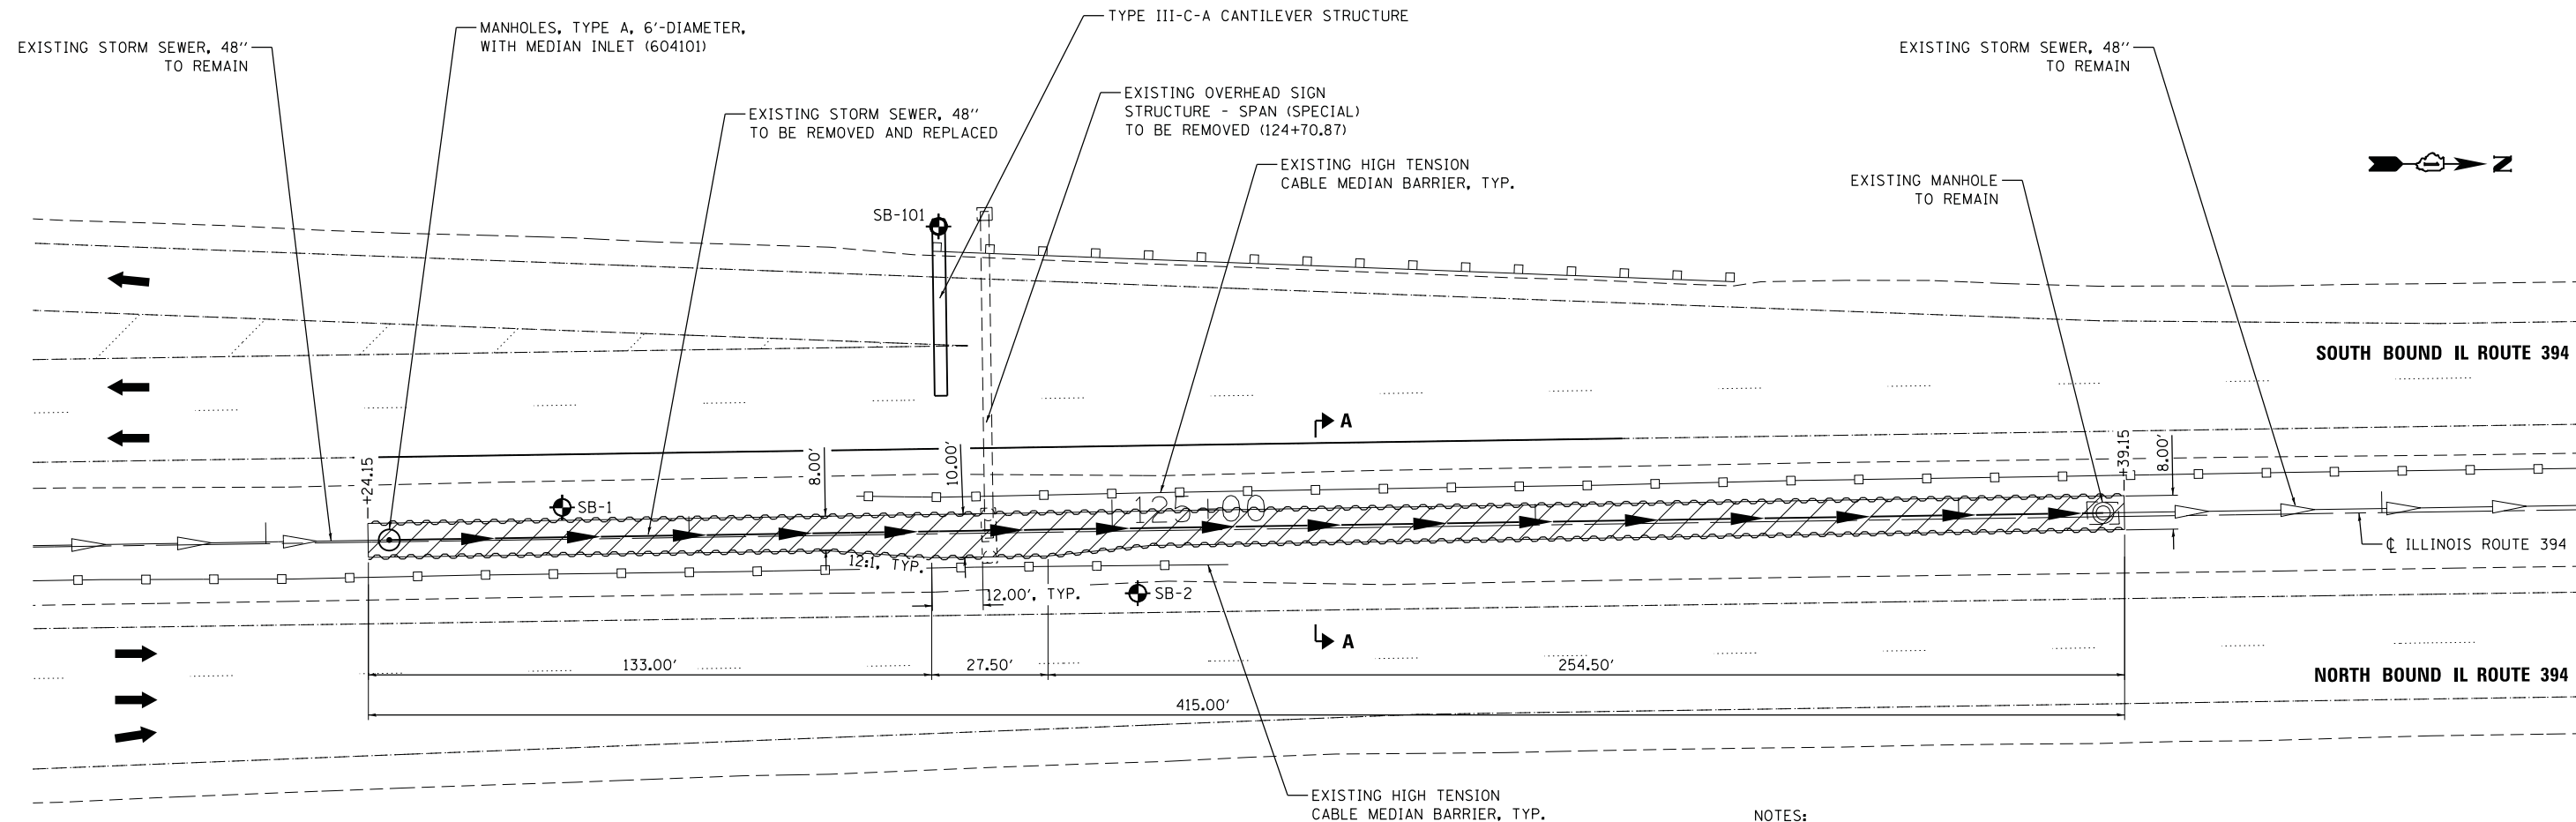 TYPE III-C-A CANTILEVER STRUCTURE
MANHOLES, TYPE A, 6'-DIAMETER,
WITH MEDIAN INLET (604101)
EXISTING STORM SEWER, 48"
TO REMAIN
EXISTING STORM SEWER, 48"
TO REMAIN
EXISTING OVERHEAD SIGN
STRUCTURE - SPAN (SPECIAL)
TO BE REMOVED (124+70.87)
EXISTING STORM SEWER, 48"
TO BE REMOVED AND REPLACED
EXISTING HIGH TENSION
CABLE MEDIAN BARRIER, TYP.
EXISTING MANHOLE
TO REMAIN
N
SB-101
SOUTH BOUND IL ROUTE 394
A
+24.15
8.00'
10.00'
+39.15
8.00'
SB-1
125+00
12:1, TYP.
℄ ILLINOIS ROUTE 394
12.00', TYP.
SB-2
A
133.00'
27.50'
254.50'
NORTH BOUND IL ROUTE 394
415.00'
EXISTING HIGH TENSION
CABLE MEDIAN BARRIER, TYP.
NOTES: